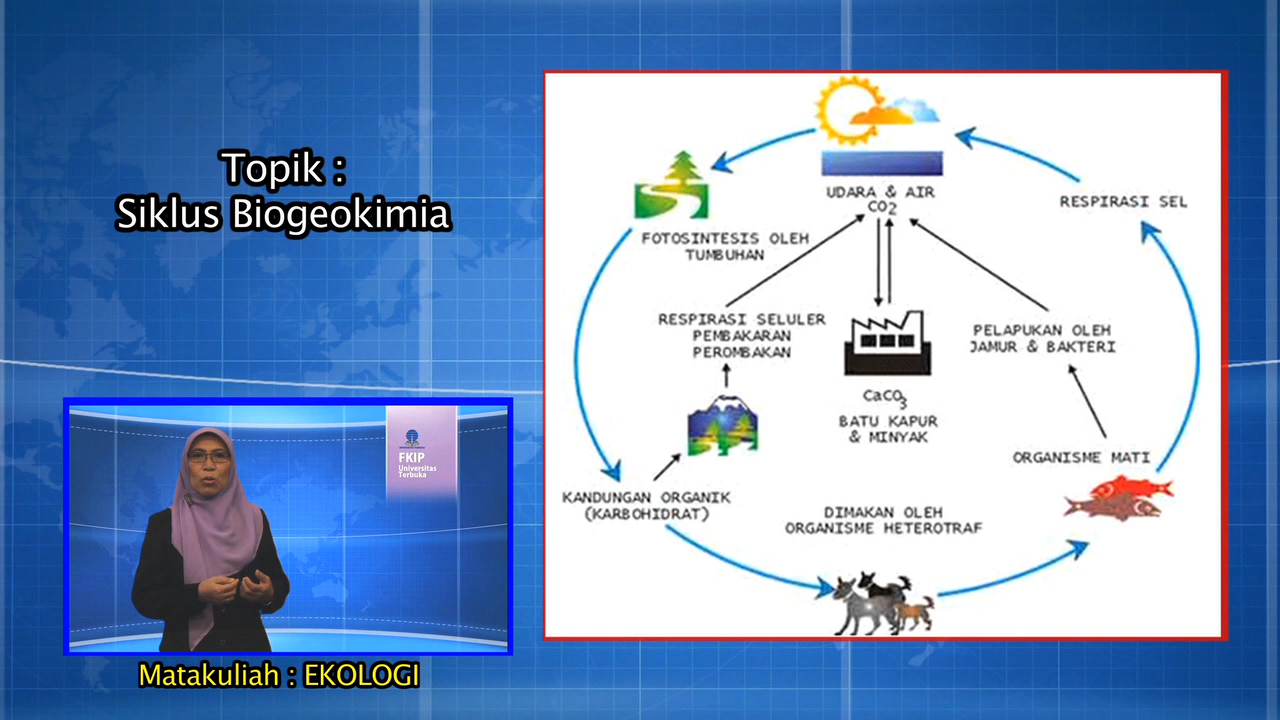 Topik :
Siklus Biogeokimia
UDARA & AIR
CO2
RESPIRASI SEL
FOTOSINTESIS OLEH
TUMBUHAN
RESPIRASI SELULER
PEMBAKARAN
PEROMBAKAN
PELAPUKAN OLEH
JAMUR & BAKTERI
CaCO3
BATU KAPUR
& MINYAK
ORGANISME MATI
KANDUNGAN ORGANIK
(KARBOHIDRAT)
DIMAKAN OLEH
ORGANISME HETEROTRAF
FKIP
Universitas
Terbuka
Matakuliah : EKOLOGI